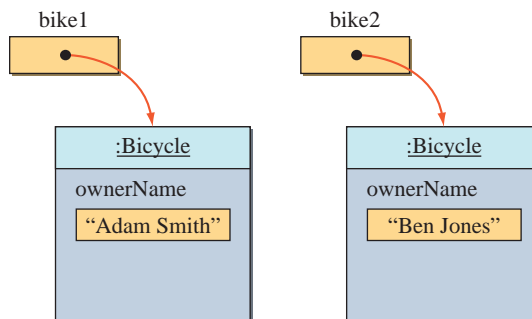 bike1
bike2
:Bicycle
:Bicycle
ownerName
ownerName
“Adam Smith”
“Ben Jones”